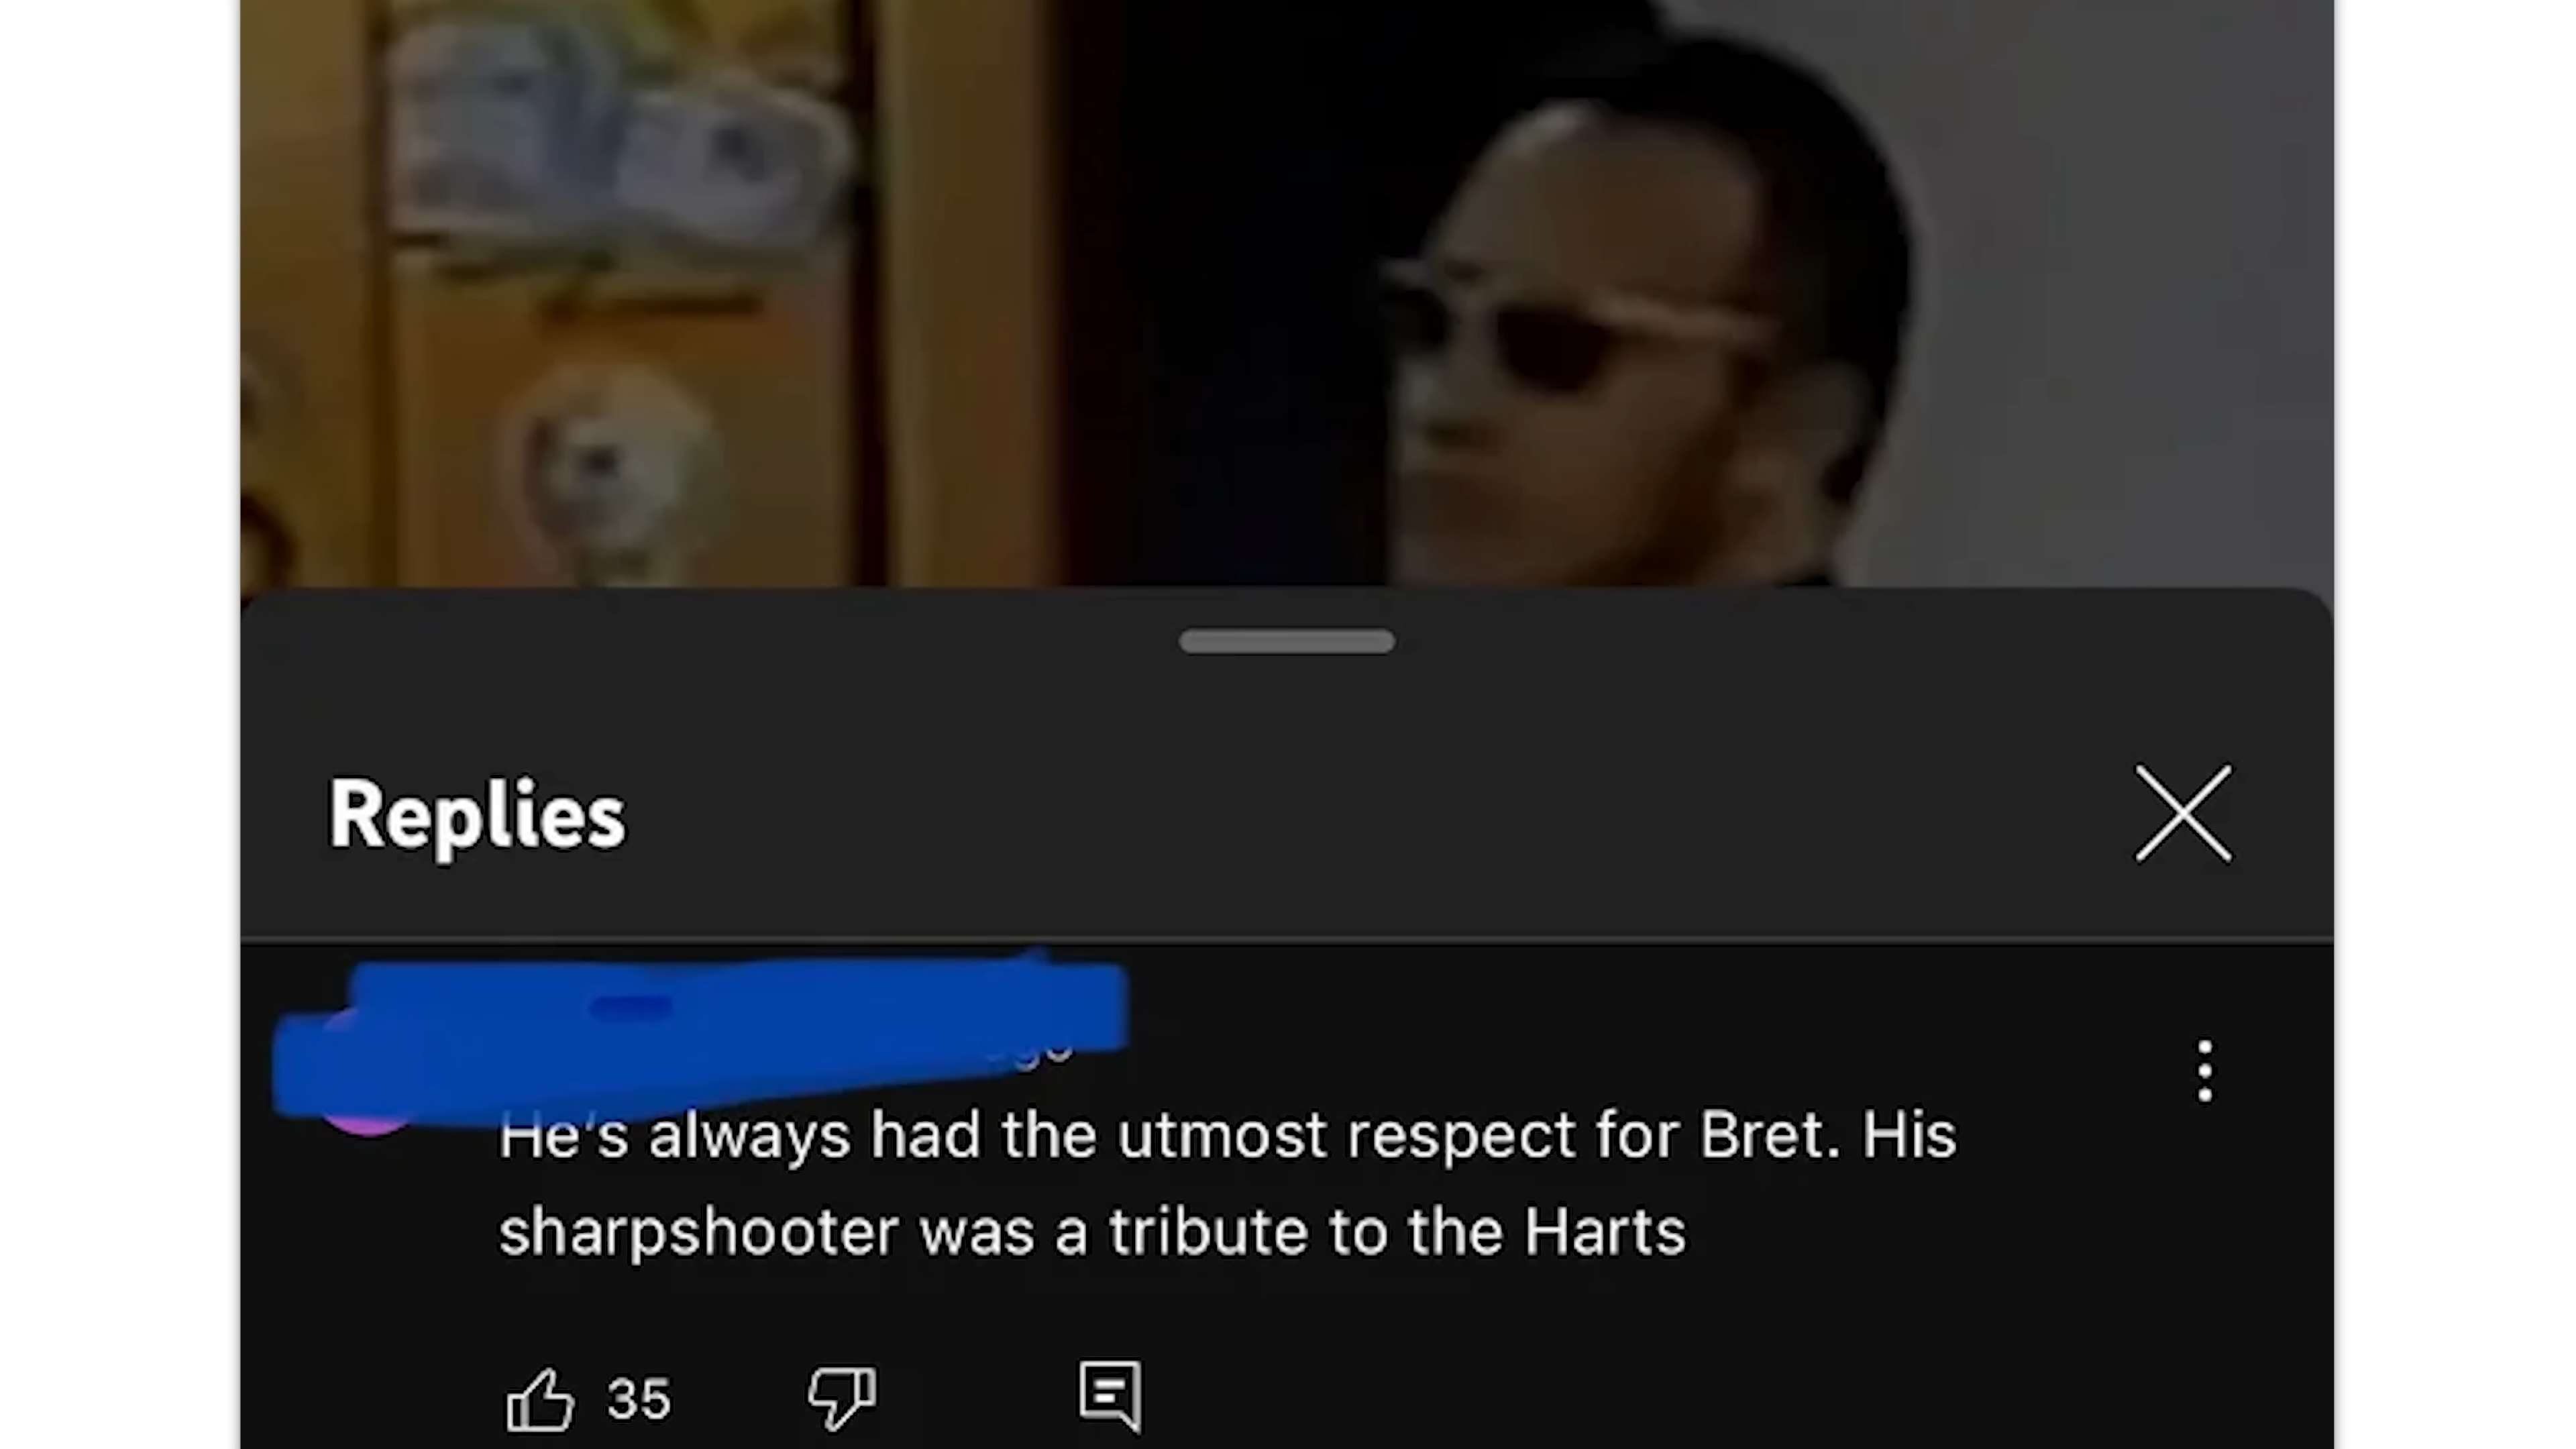 Replies
He's always had the utmost respect for Bret. His
sharpshooter was a tribute to the Harts
35